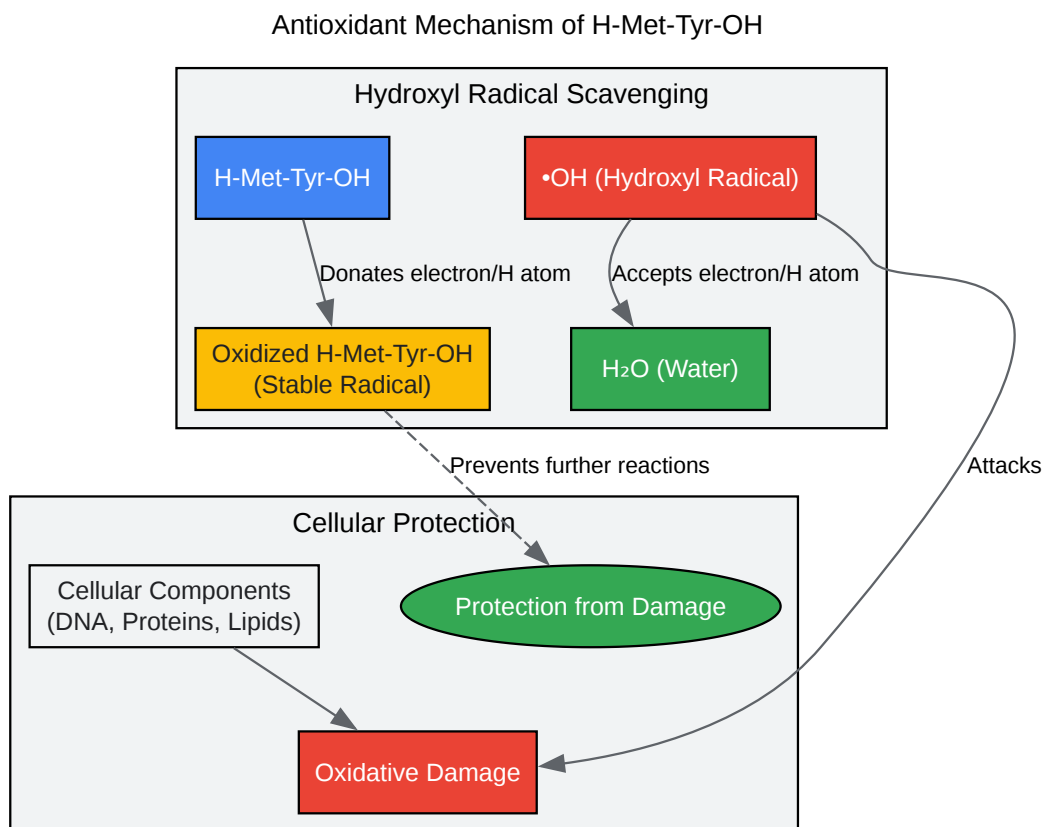 Antioxidant Mechanism of H-Met-Tyr-OH
Hydroxyl Radical Scavenging
H-Met-Tyr-OH
•OH (Hydroxyl Radical)
Donates electron/H atom
Accepts electron/H atom
Oxidized H-Met-Tyr-OH
(Stable Radical)
H₂O (Water)
Prevents further reactions
Attacks
Cellular Protection
Cellular Components
(DNA, Proteins, Lipids)
Protection from Damage
Oxidative Damage